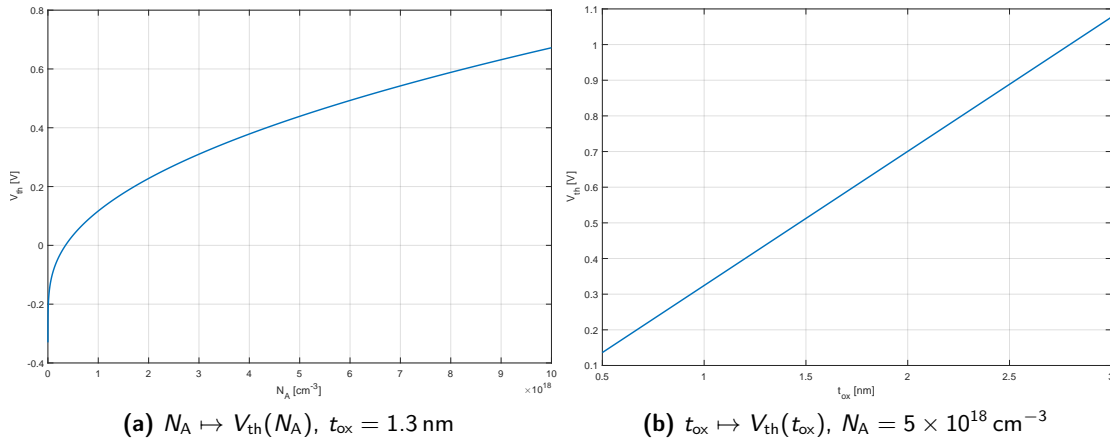 0.8
0.6
0.4
0.2
0
-0.2
-0.4
V_th [V]
0 1 2 3 4 5 6 7 8 9 10
N_A [cm^-3]
×10^18
(a) N_A ↦ V_th(N_A), t_ox = 1.3 nm
1.1
1
0.9
0.8
0.7
0.6
0.5
0.4
0.3
0.2
0.1
V_th [V]
0.5 1 1.5 2 2.5 3
t_ox [nm]
(b) t_ox ↦ V_th(t_ox), N_A = 5 × 10^18 cm^−3